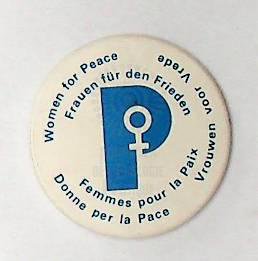 Women for Peace
Frauen für den Frieden
P
Femmes pour la Paix
Donne per la Pace
Vrouwen voor Vrede